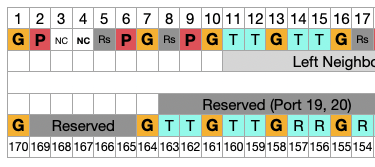 1 2 3 4 5 6 7 8 9 10 11 12 13 14 15 16 17
G P NC NC Rs P G Rs P G T T G T T G Rs
Left Neighbo
Reserved (Port 19, 20)
G Reserved G T T G T T G R R G R R
170 169 168 167 166 165 164 163 162 161 160 159 158 157 156 155 154